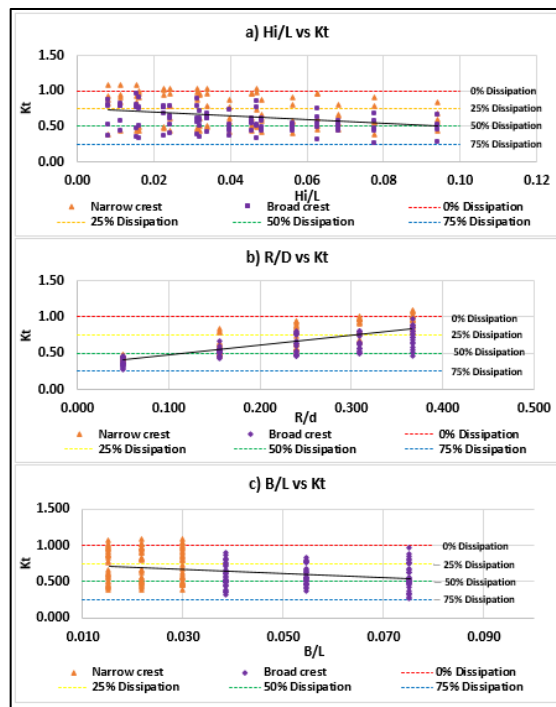 a) Hi/L vs Kt
1.50
1.00
0.50
0.00
Kt
0% Dissipation
25% Dissipation
50% Dissipation
75% Dissipation
0.00 0.02 0.04 0.06 0.08 0.10 0.12
Hi/L
Narrow crest Broad crest 0% Dissipation
25% Dissipation 50% Dissipation 75% Dissipation
b) R/D vs Kt
1.50
1.00
0.50
0.00
Kt
0% Dissipation
25% Dissipation
50% Dissipation
75% Dissipation
0.000 0.100 0.200 0.300 0.400 0.500
R/d
Narrow crest Broad crest 0% Dissipation
25% Dissipation 50% Dissipation 75% Dissipation
c) B/L vs Kt
1.500
1.000
0.500
0.000
Kt
0% Dissipation
25% Dissipation
50% Dissipation
75% Dissipation
0.010 0.030 0.050 0.070 0.090
B/L
Narrow crest Broad crest 0% Dissipation
25% Dissipation 50% Dissipation 75% Dissipation